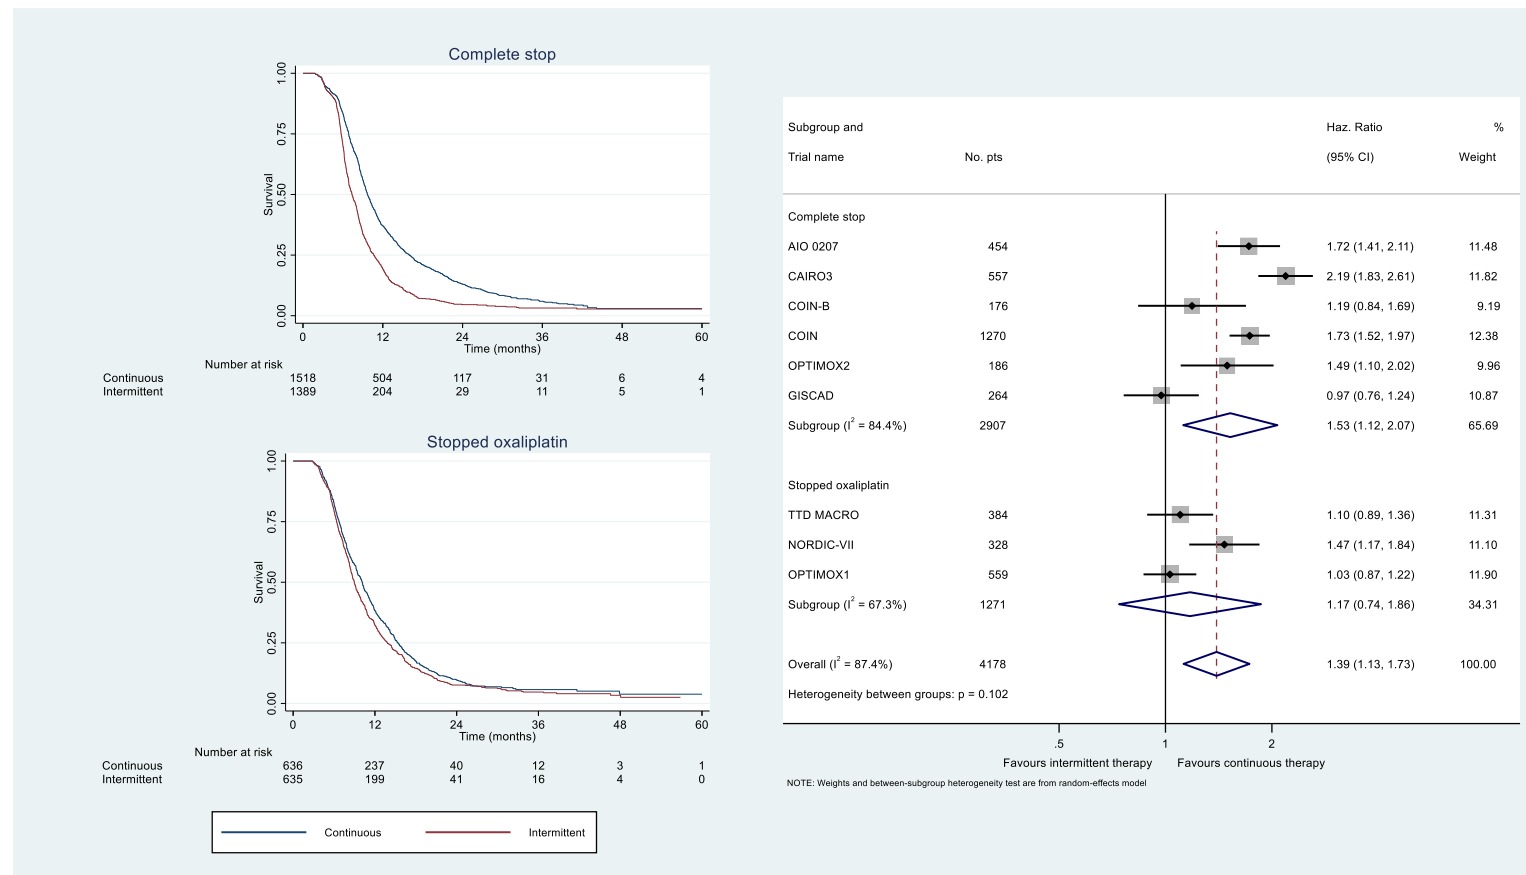 Complete stop
1.00
0.75
0.50
0.25
0.00
Survival
0 12 24 36 48 60
Time (months)
Number at risk
Continuous 1518 504 117 31 6 4
Intermittent 1389 204 29 11 5 1
Stopped oxaliplatin
1.00
0.75
0.50
0.25
0.00
Survival
0 12 24 36 48 60
Time (months)
Number at risk
Continuous 636 237 40 12 3 1
Intermittent 635 199 41 16 4 0
Continuous Intermittent
Subgroup and Haz. Ratio %
Trial name No. pts (95% CI) Weight
Complete stop
AIO 0207 454 1.72 (1.41, 2.11) 11.48
CAIRO3 557 2.19 (1.83, 2.61) 11.82
COIN-B 176 1.19 (0.84, 1.69) 9.19
COIN 1270 1.73 (1.52, 1.97) 12.38
OPTIMOX2 186 1.49 (1.10, 2.02) 9.96
GISCAD 264 0.97 (0.76, 1.24) 10.87
Subgroup (I² = 84.4%) 2907 1.53 (1.12, 2.07) 65.69
Stopped oxaliplatin
TTD MACRO 384 1.10 (0.89, 1.36) 11.31
NORDIC-VII 328 1.47 (1.17, 1.84) 11.10
OPTIMOX1 559 1.03 (0.87, 1.22) 11.90
Subgroup (I² = 67.3%) 1271 1.17 (0.74, 1.86) 34.31
Overall (I² = 87.4%) 4178 1.39 (1.13, 1.73) 100.00
Heterogeneity between groups: p = 0.102
.5 1 2
Favours intermittent therapy Favours continuous therapy
NOTE: Weights and between-subgroup heterogeneity test are from random-effects model